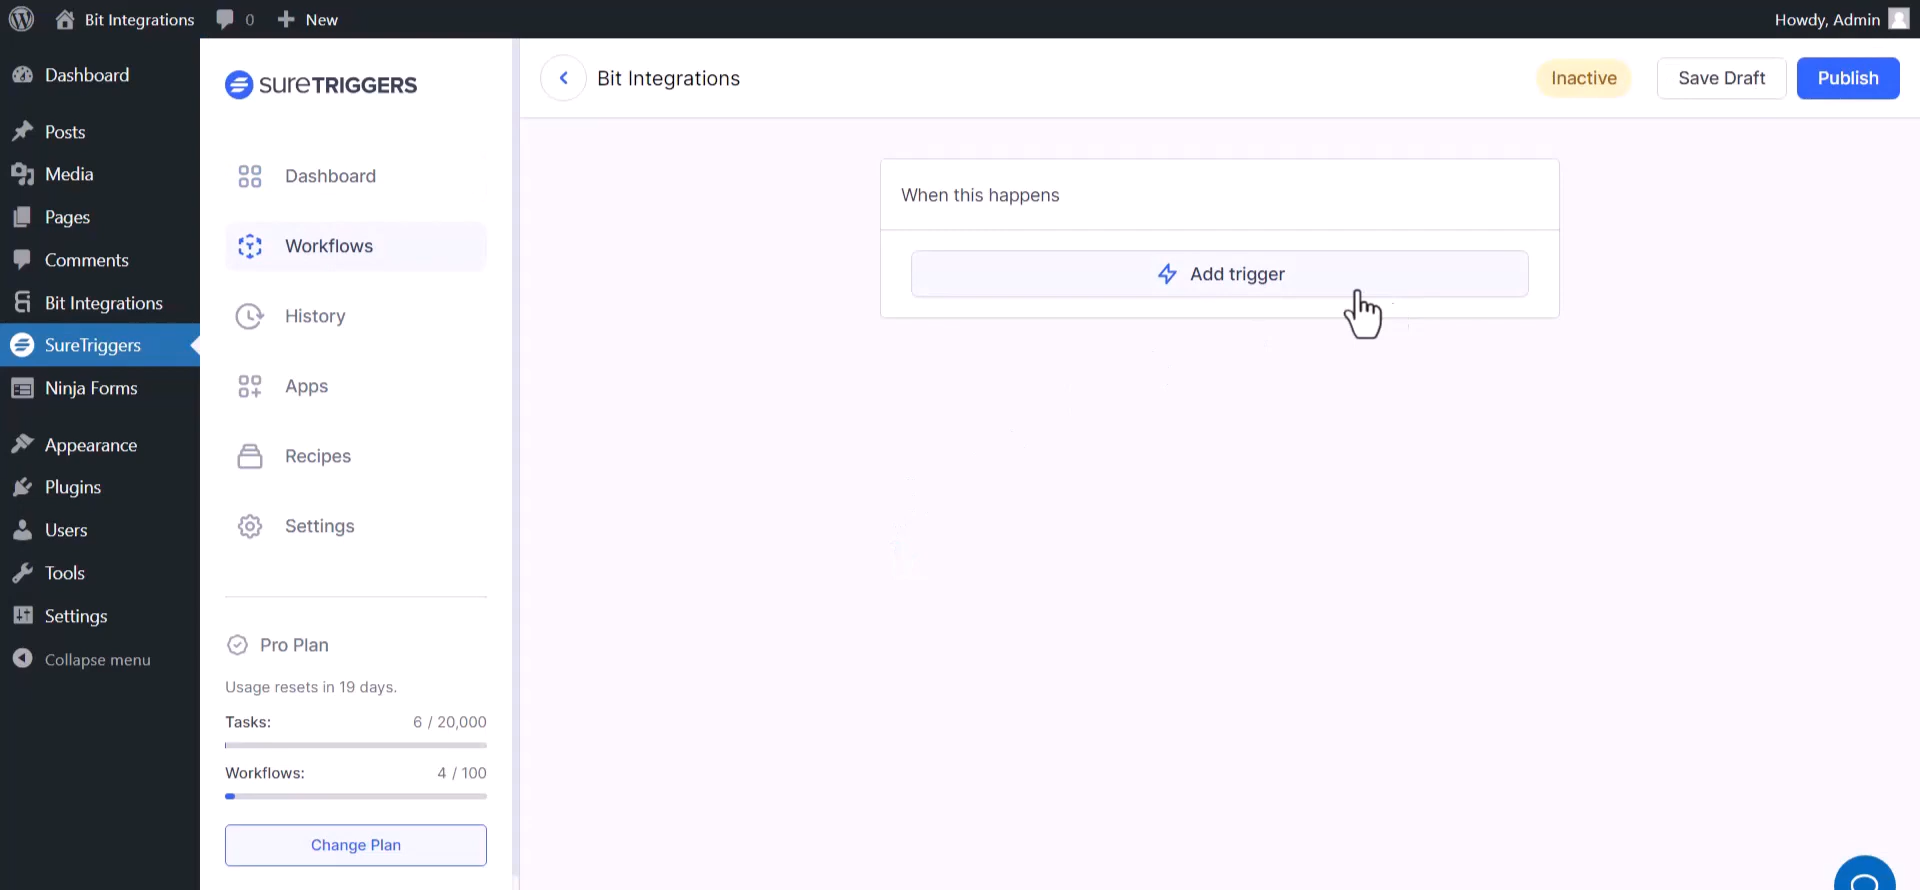 Bit Integrations
0
New
Howdy, Admin
Dashboard
Posts
Media
Pages
Comments
Bit Integrations
SureTriggers
Ninja Forms
Appearance
Plugins
Users
Tools
Settings
Collapse menu
sureTRIGGERS
Dashboard
Workflows
History
Apps
Recipes
Settings
Pro Plan
Usage resets in 19 days.
Tasks: 6 / 20,000
Workflows: 4 / 100
Change Plan
Bit Integrations
Inactive
Save Draft
Publish
When this happens
Add trigger